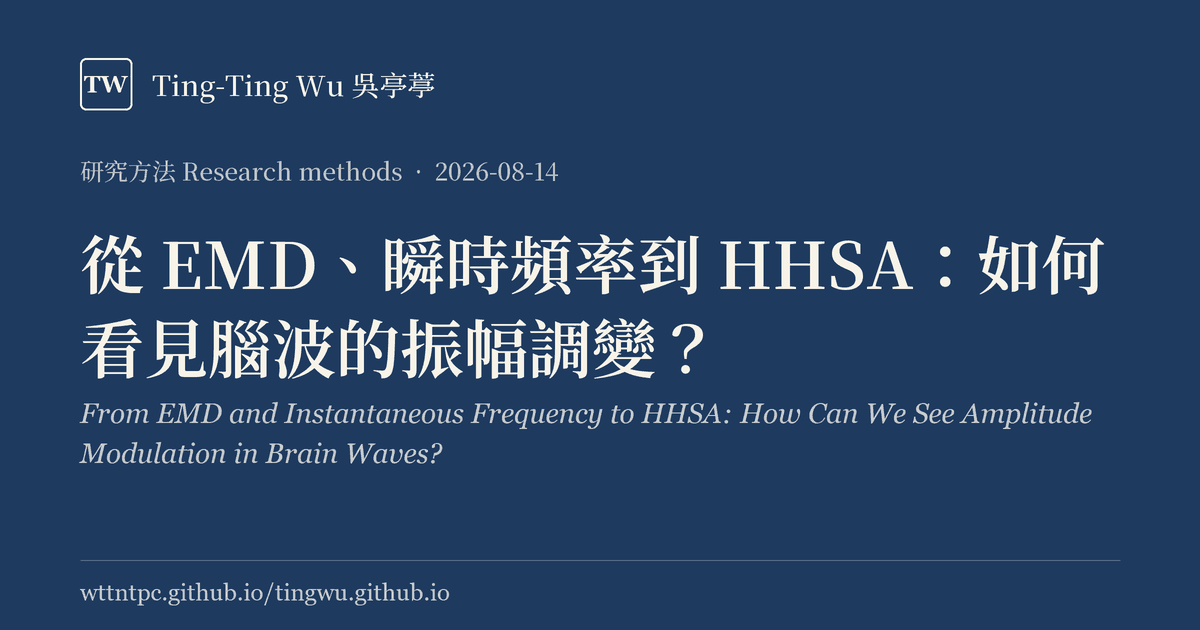 TW
Ting-Ting Wu 吳亭葶
研究方法 Research methods · 2026-08-14
從 EMD、瞬時頻率到 HHSA：如何
看見腦波的振幅調變？
From EMD and Instantaneous Frequency to HHSA: How Can We See Amplitude
Modulation in Brain Waves?
wttntpc.github.io/tingwu.github.io